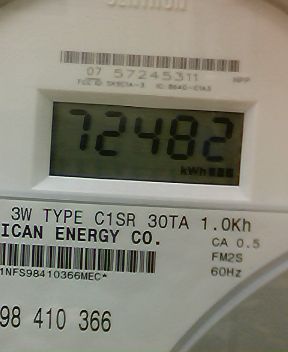 07 57245311
72482
kWh
3W TYPE C1SR 30TA 1.0Kh
ICAN ENERGY CO.
CA 0.5
FM2S
60Hz
1NFS98410366MEC*
98 410 366